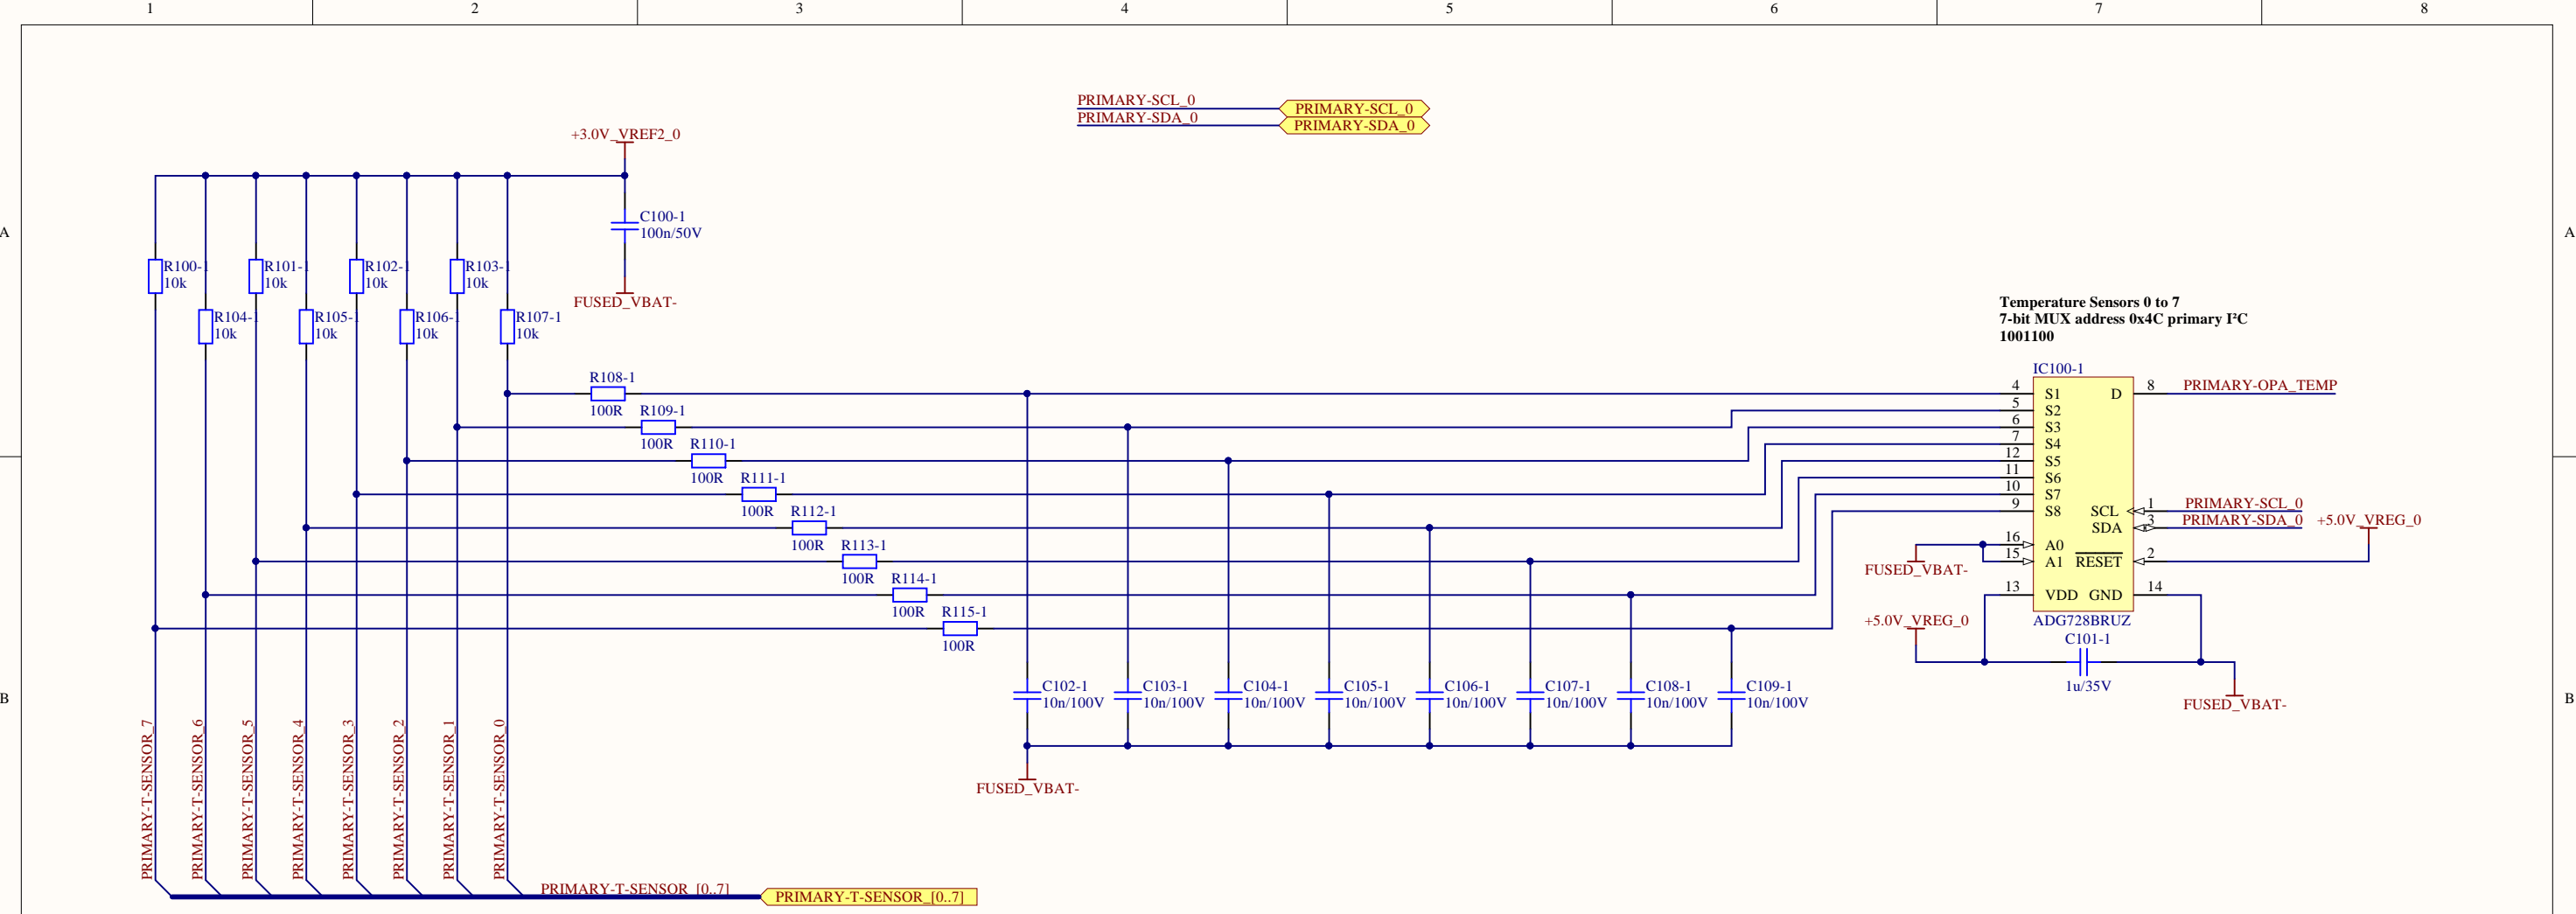 1 2 3 4 5 6 7 8
PRIMARY-SCL_0 PRIMARY-SCL_0
PRIMARY-SDA_0 PRIMARY-SDA_0
+3.0V_VREF2_0
C100-1
100n/50V
FUSED_VBAT-
A A
R100-1 R101-1 R102-1 R103-1
10k 10k 10k 10k
R104-1 R105-1 R106-1 R107-1
10k 10k 10k 10k
Temperature Sensors 0 to 7
7-bit MUX address 0x4C primary I²C
1001100
R108-1
100R
R109-1
100R
R110-1
100R
R111-1
100R
R112-1
100R
R113-1
100R
R114-1
100R
R115-1
100R
IC100-1
4 S1 D 8 PRIMARY-OPA_TEMP
5 S2
6 S3
7 S4
12 S5
11 S6
10 S7
9 S8 SCL 1 PRIMARY-SCL_0
SDA 3 PRIMARY-SDA_0 +5.0V_VREG_0
16 A0
15 A1 RESET 2
FUSED_VBAT-
13 VDD GND 14
+5.0V_VREG_0 ADG728BRUZ
C101-1
1u/35V
FUSED_VBAT-
B B
C102-1 C103-1 C104-1 C105-1 C106-1 C107-1 C108-1 C109-1
10n/100V 10n/100V 10n/100V 10n/100V 10n/100V 10n/100V 10n/100V 10n/100V
FUSED_VBAT-
PRIMARY-T-SENSOR_7
PRIMARY-T-SENSOR_6
PRIMARY-T-SENSOR_5
PRIMARY-T-SENSOR_4
PRIMARY-T-SENSOR_3
PRIMARY-T-SENSOR_2
PRIMARY-T-SENSOR_1
PRIMARY-T-SENSOR_0
PRIMARY-T-SENSOR_[0..7] PRIMARY-T-SENSOR_[0..7]